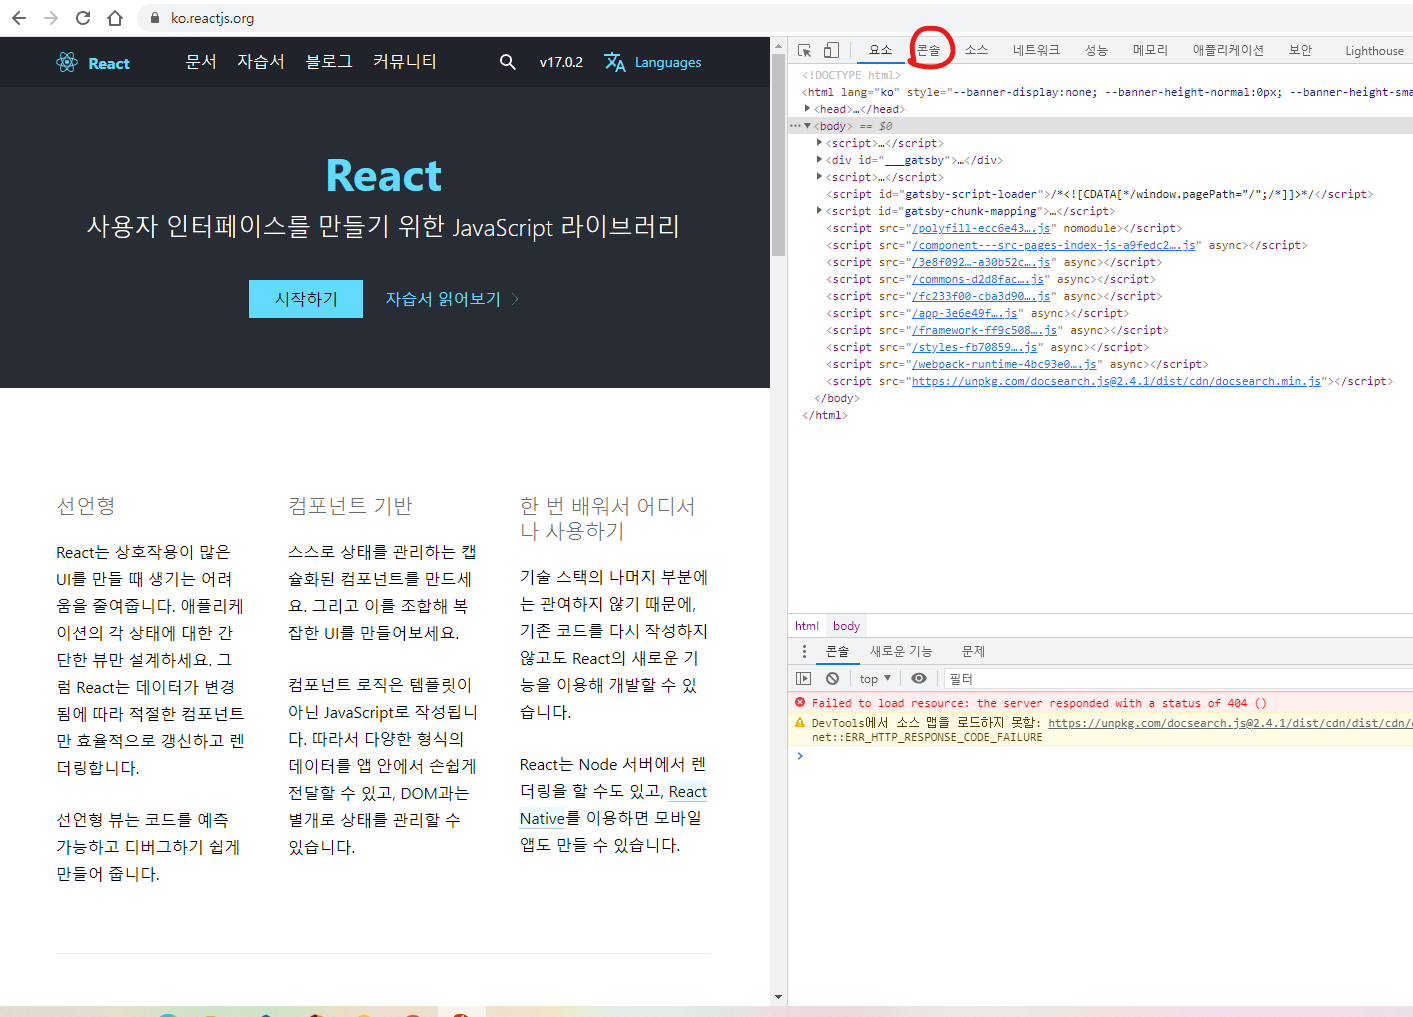 ko.reactjs.org
React 문서 자습서 블로그 커뮤니티 v17.0.2 Languages
React
사용자 인터페이스를 만들기 위한 JavaScript 라이브러리
시작하기 자습서 읽어보기
선언형
React는 상호작용이 많은
UI를 만들 때 생기는 어려
움을 줄여줍니다. 애플리케
이션의 각 상태에 대한 간
단한 뷰만 설계하세요. 그
럼 React는 데이터가 변경
됨에 따라 적절한 컴포넌트
만 효율적으로 갱신하고 렌
더링합니다.
선언형 뷰는 코드를 예측
가능하고 디버그하기 쉽게
만들어 줍니다.
컴포넌트 기반
스스로 상태를 관리하는 캡
슐화된 컴포넌트를 만드세
요. 그리고 이를 조합해 복
잡한 UI를 만들어보세요.
컴포넌트 로직은 템플릿이
아닌 JavaScript로 작성됩니
다. 따라서 다양한 형식의
데이터를 앱 안에서 손쉽게
전달할 수 있고, DOM과는
별개로 상태를 관리할 수
있습니다.
한 번 배워서 어디서
나 사용하기
기술 스택의 나머지 부분에
는 관여하지 않기 때문에,
기존 코드를 다시 작성하지
않고도 React의 새로운 기
능을 이용해 개발할 수 있
습니다.
React는 Node 서버에서 렌
더링을 할 수도 있고, React
Native를 이용하면 모바일
앱도 만들 수 있습니다.
요소 콘솔 소스 네트워크 성능 메모리 애플리케이션 보안 Lighthouse
<!DOCTYPE html>
<html lang="ko" style="--banner-display:none; --banner-height-normal:0px; --banner-height-sma
<head>…</head>
<body> == $0
<script>…</script>
<div id="___gatsby">…</div>
<script>…</script>
<script id="gatsby-script-loader">/*<![CDATA[*/window.pagePath="/";/*]]>*/</script>
<script id="gatsby-chunk-mapping">…</script>
<script src="/polyfill-ecc6e43….js" nomodule></script>
<script src="/component---src-pages-index-js-a9fedc2….js" async></script>
<script src="/3e8f092…-a30b52c….js" async></script>
<script src="/commons-d2d8fac….js" async></script>
<script src="/fc233f00-cba3d90….js" async></script>
<script src="/app-3e6e49f….js" async></script>
<script src="/framework-ff9c508….js" async></script>
<script src="/styles-fb70859….js" async></script>
<script src="/webpack-runtime-4bc93e0….js" async></script>
<script src="https://unpkg.com/docsearch.js@2.4.1/dist/cdn/docsearch.min.js"></script>
</body>
</html>
html body
콘솔 새로운 기능 문제
top 필터
Failed to load resource: the server responded with a status of 404 ()
DevTools에서 소스 맵을 로드하지 못함: https://unpkg.com/docsearch.js@2.4.1/dist/cdn/dist/cdn/
net::ERR_HTTP_RESPONSE_CODE_FAILURE